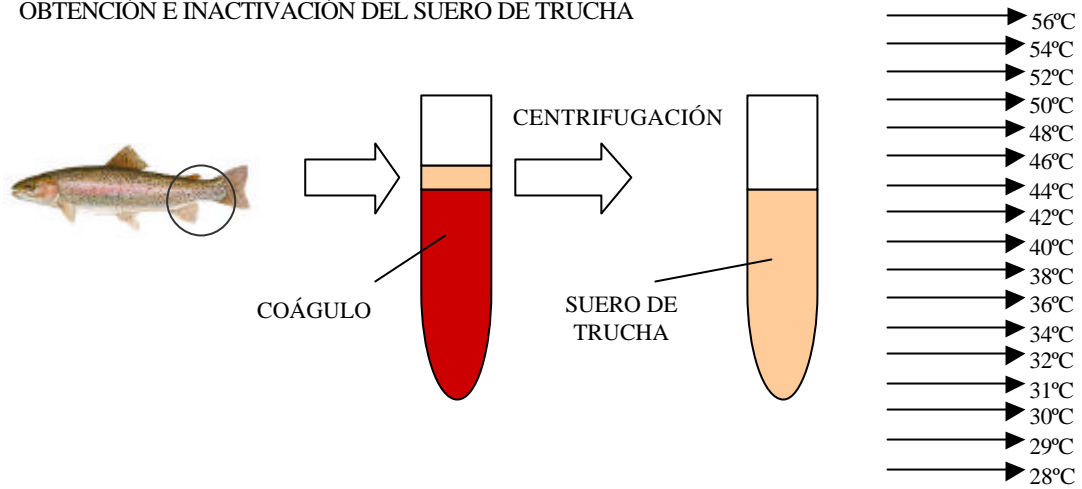 OBTENCIÓN E INACTIVACIÓN DEL SUERO DE TRUCHA
CENTRIFUGACIÓN
COÁGULO
SUERO DE
TRUCHA
56ºC
54ºC
52ºC
50ºC
48ºC
46ºC
44ºC
42ºC
40ºC
38ºC
36ºC
34ºC
32ºC
31ºC
30ºC
29ºC
28ºC